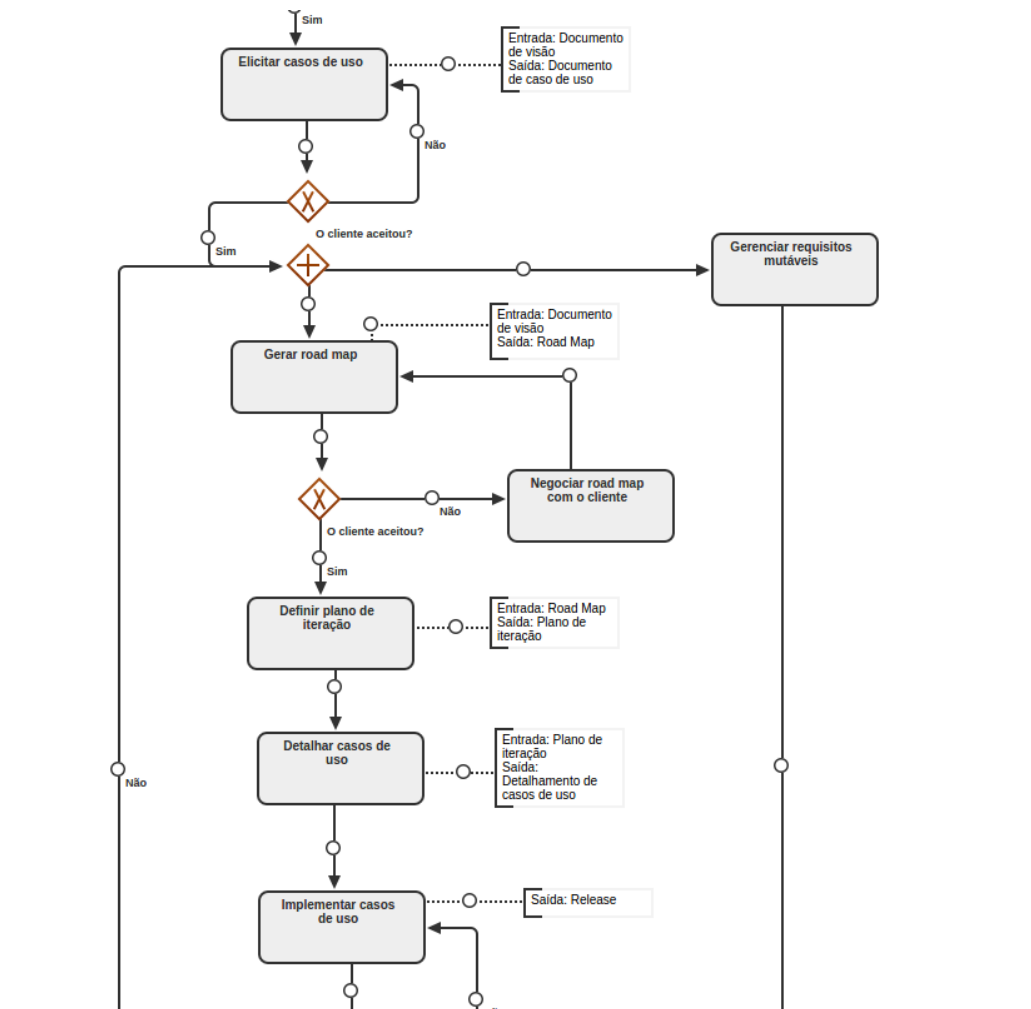 Sim
Elicitar casos de uso
Entrada: Documento
de visão
Saída: Documento
de caso de uso
Não
O cliente aceitou?
Sim
Gerenciar requisitos
mutáveis
Entrada: Documento
de visão
Saída: Road Map
Gerar road map
Negociar road map
com o cliente
Não
O cliente aceitou?
Sim
Definir plano de
iteração
Entrada: Road Map
Saída: Plano de
iteração
Detalhar casos de
uso
Entrada: Plano de
iteração
Saída:
Detalhamento de
casos de uso
Não
Implementar casos
de uso
Saída: Release